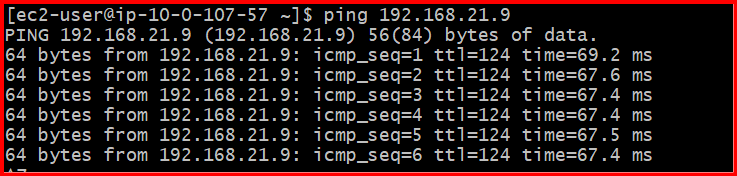 [ec2-user@ip-10-0-107-57 ~]$ ping 192.168.21.9
PING 192.168.21.9 (192.168.21.9) 56(84) bytes of data.
64 bytes from 192.168.21.9: icmp_seq=1 ttl=124 time=69.2 ms
64 bytes from 192.168.21.9: icmp_seq=2 ttl=124 time=67.6 ms
64 bytes from 192.168.21.9: icmp_seq=3 ttl=124 time=67.4 ms
64 bytes from 192.168.21.9: icmp_seq=4 ttl=124 time=67.4 ms
64 bytes from 192.168.21.9: icmp_seq=5 ttl=124 time=67.5 ms
64 bytes from 192.168.21.9: icmp_seq=6 ttl=124 time=67.4 ms